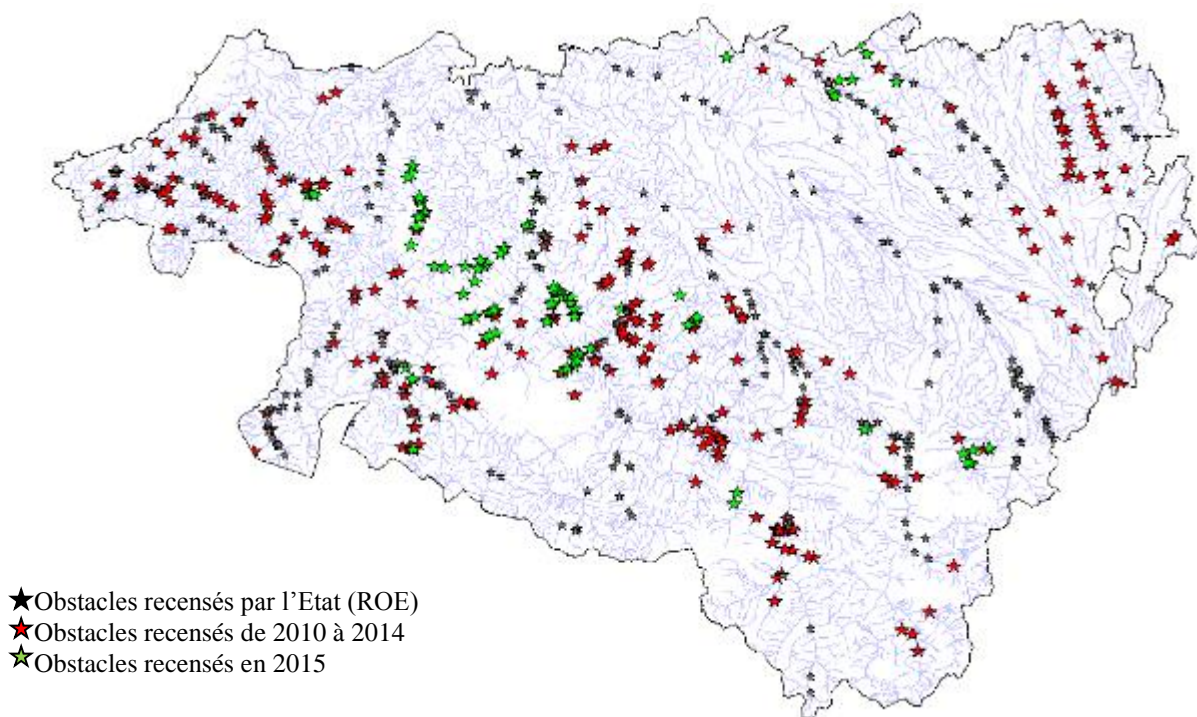 Obstacles recensés par l'Etat (ROE)
Obstacles recensés de 2010 à 2014
Obstacles recensés en 2015